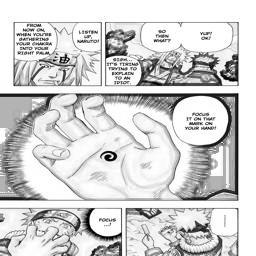 FROM
NOW ON,
WHEN YOU'RE
GATHERING
YOUR CHAKRA
INTO YOUR
RIGHT PALM,
LISTEN
UP,
NARUTO!
SO
THEN
WHAT?
YUP!
OK!
SIGH...
IT'S TIRING
TRYING TO
EXPLAIN
TO AN
IDIOT.
FOCUS
IT ON THAT
MARK ON
YOUR HAND!
FOCUS
...!